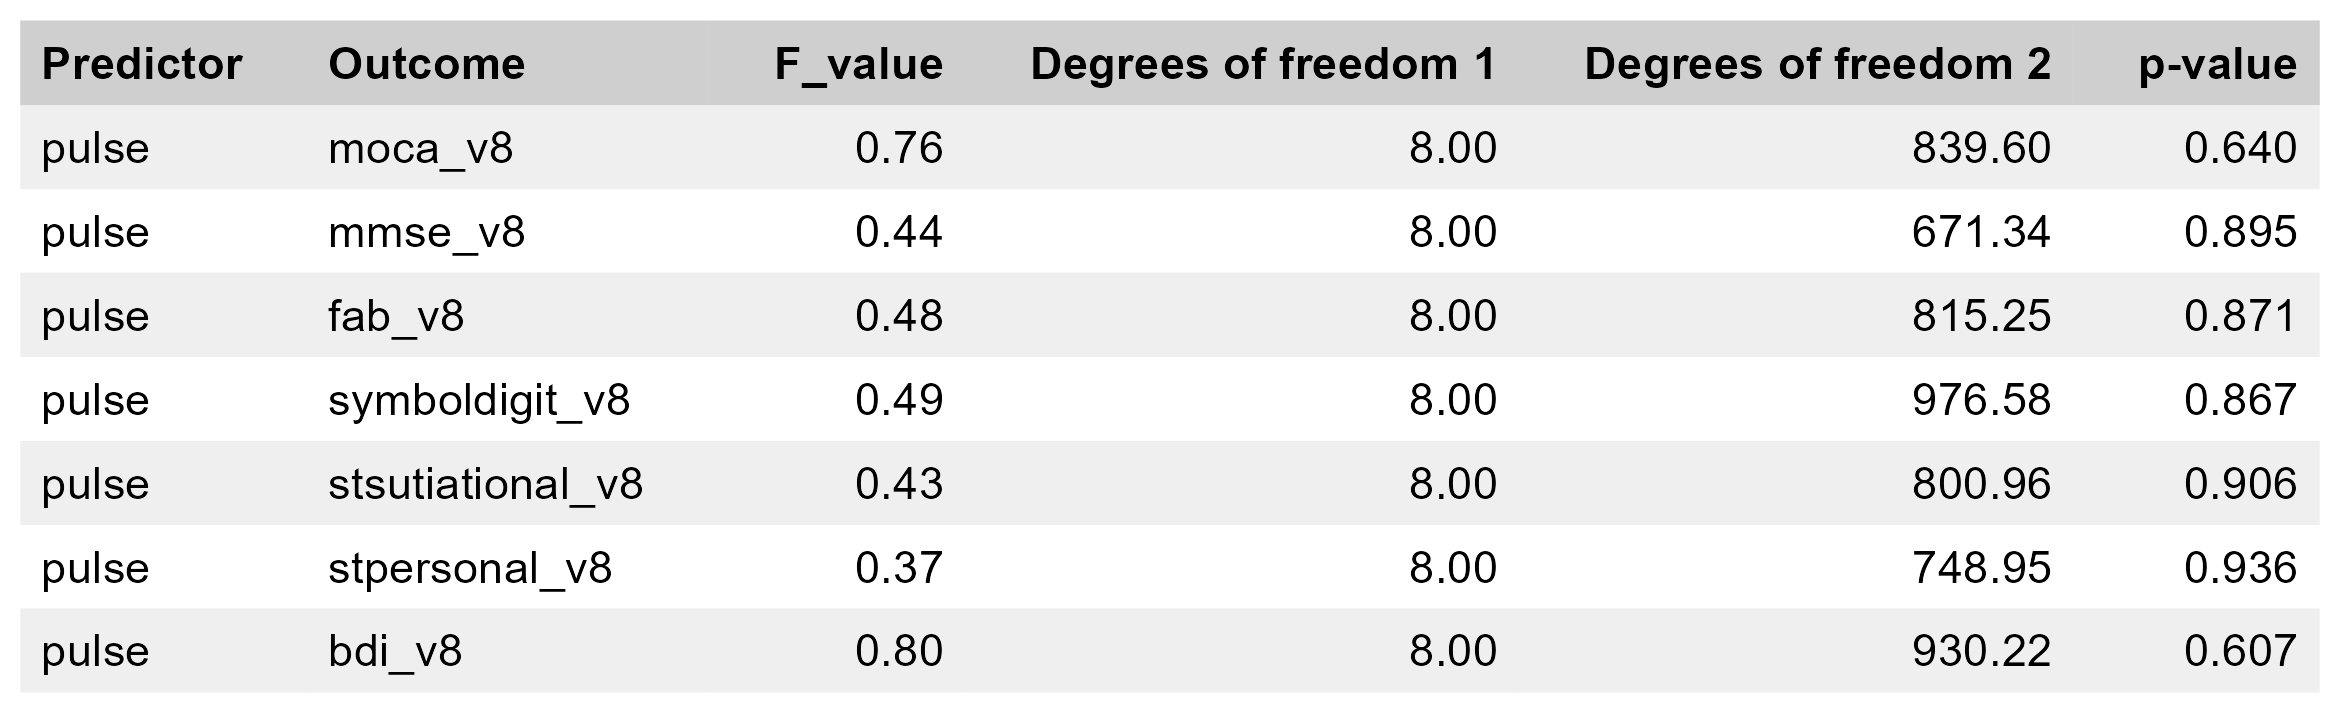 Predictor Outcome F_value Degrees of freedom 1 Degrees of freedom 2 p-value
pulse moca_v8 0.76 8.00 839.60 0.640
pulse mmse_v8 0.44 8.00 671.34 0.895
pulse fab_v8 0.48 8.00 815.25 0.871
pulse symboldigit_v8 0.49 8.00 976.58 0.867
pulse stsutiational_v8 0.43 8.00 800.96 0.906
pulse stpersonal_v8 0.37 8.00 748.95 0.936
pulse bdi_v8 0.80 8.00 930.22 0.607